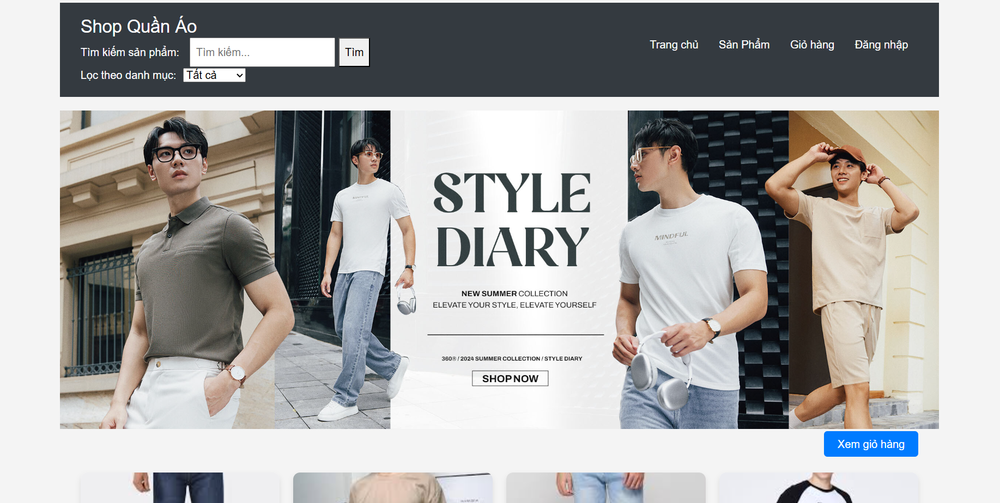 Shop Quần Áo
Tìm kiếm sản phẩm: Tìm kiếm... Tìm
Lọc theo danh mục: Tất cả
Trang chủ Sản Phẩm Giỏ hàng Đăng nhập
MINDFUL
STYLE
DIARY
NEW SUMMER COLLECTION
ELEVATE YOUR STYLE, ELEVATE YOURSELF
360® / 2024 SUMMER COLLECTION / STYLE DIARY
SHOP NOW
MINDFUL
Xem giỏ hàng